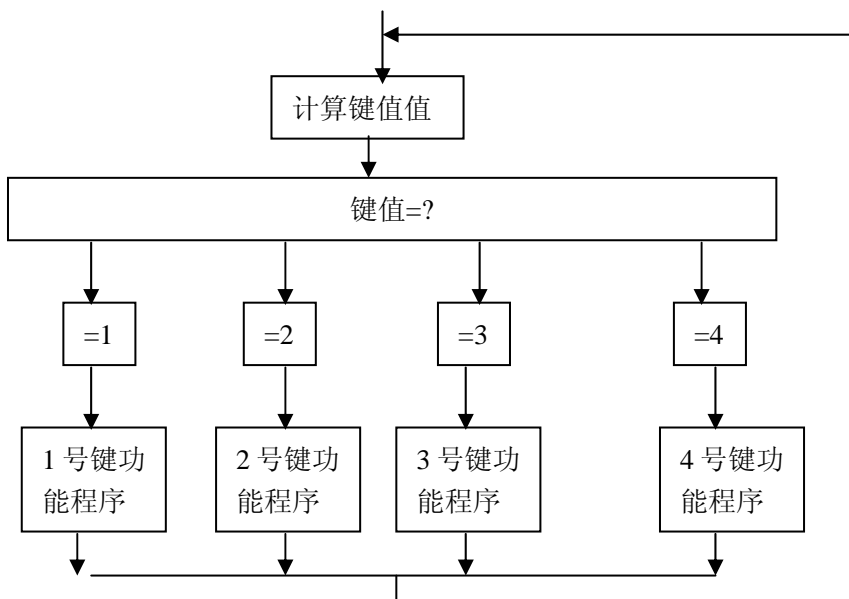 计算键值值
键值=?
=1
=2
=3
=4
1 号键功
能程序
2 号键功
能程序
3 号键功
能程序
4 号键功
能程序